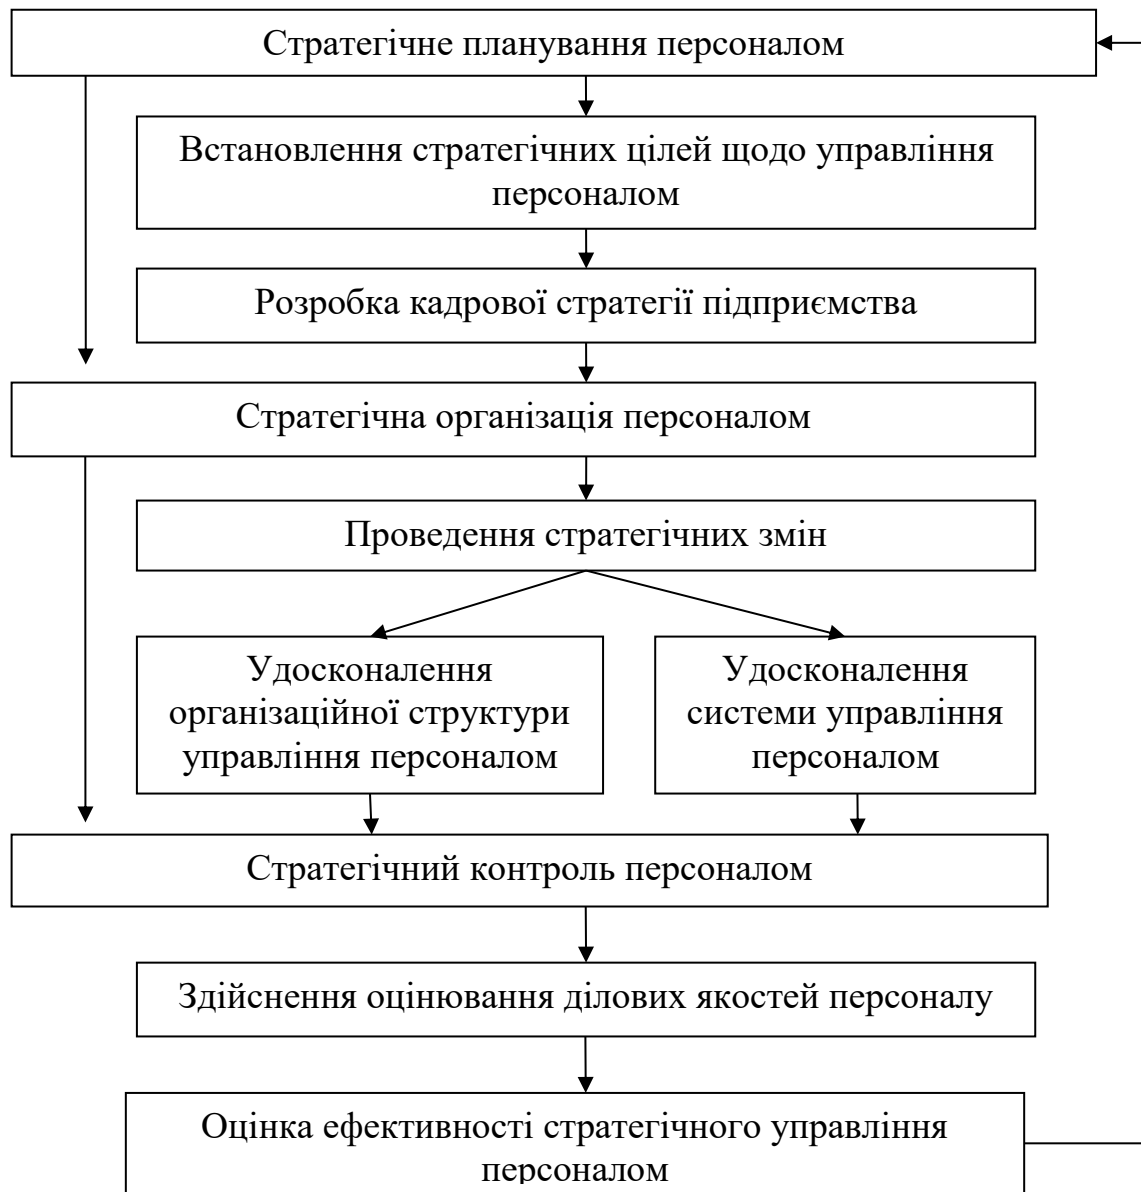 Стратегічне планування персоналом
Встановлення стратегічних цілей щодо управління
персоналом
Розробка кадрової стратегії підприємства
Стратегічна організація персоналом
Проведення стратегічних змін
Удосконалення
організаційної структури
управління персоналом
Удосконалення
системи управління
персоналом
Стратегічний контроль персоналом
Здійснення оцінювання ділових якостей персоналу
Оцінка ефективності стратегічного управління
персоналом